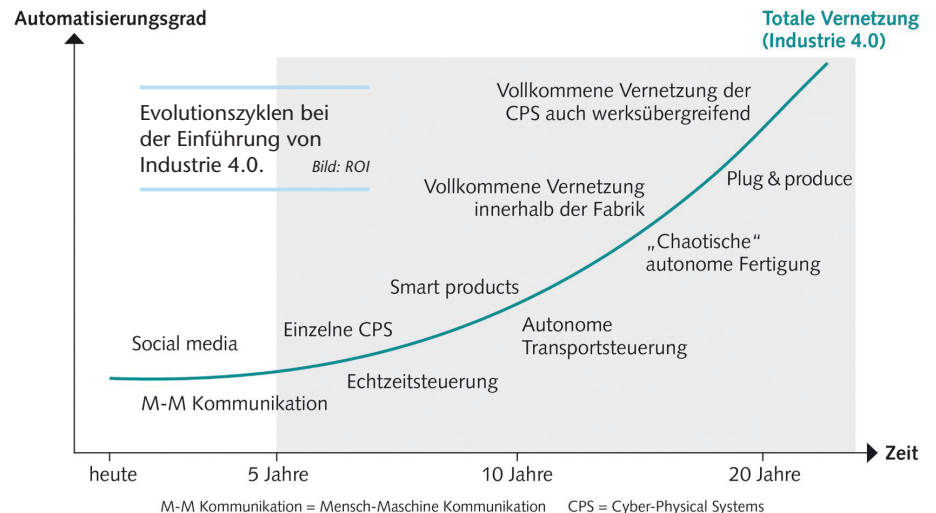 Automatisierungsgrad
Totale Vernetzung
(Industrie 4.0)
Evolutionszyklen bei
der Einführung von
Industrie 4.0. Bild: ROI
Vollkommene Vernetzung der
CPS auch werksübergreifend
Plug & produce
Vollkommene Vernetzung
innerhalb der Fabrik
„Chaotische“
autonome Fertigung
Smart products
Autonome
Transportsteuerung
Einzelne CPS
Social media
Echtzeitsteuerung
M-M Kommunikation
Zeit
heute 5 Jahre 10 Jahre 20 Jahre
M-M Kommunikation = Mensch-Maschine Kommunikation CPS = Cyber-Physical Systems